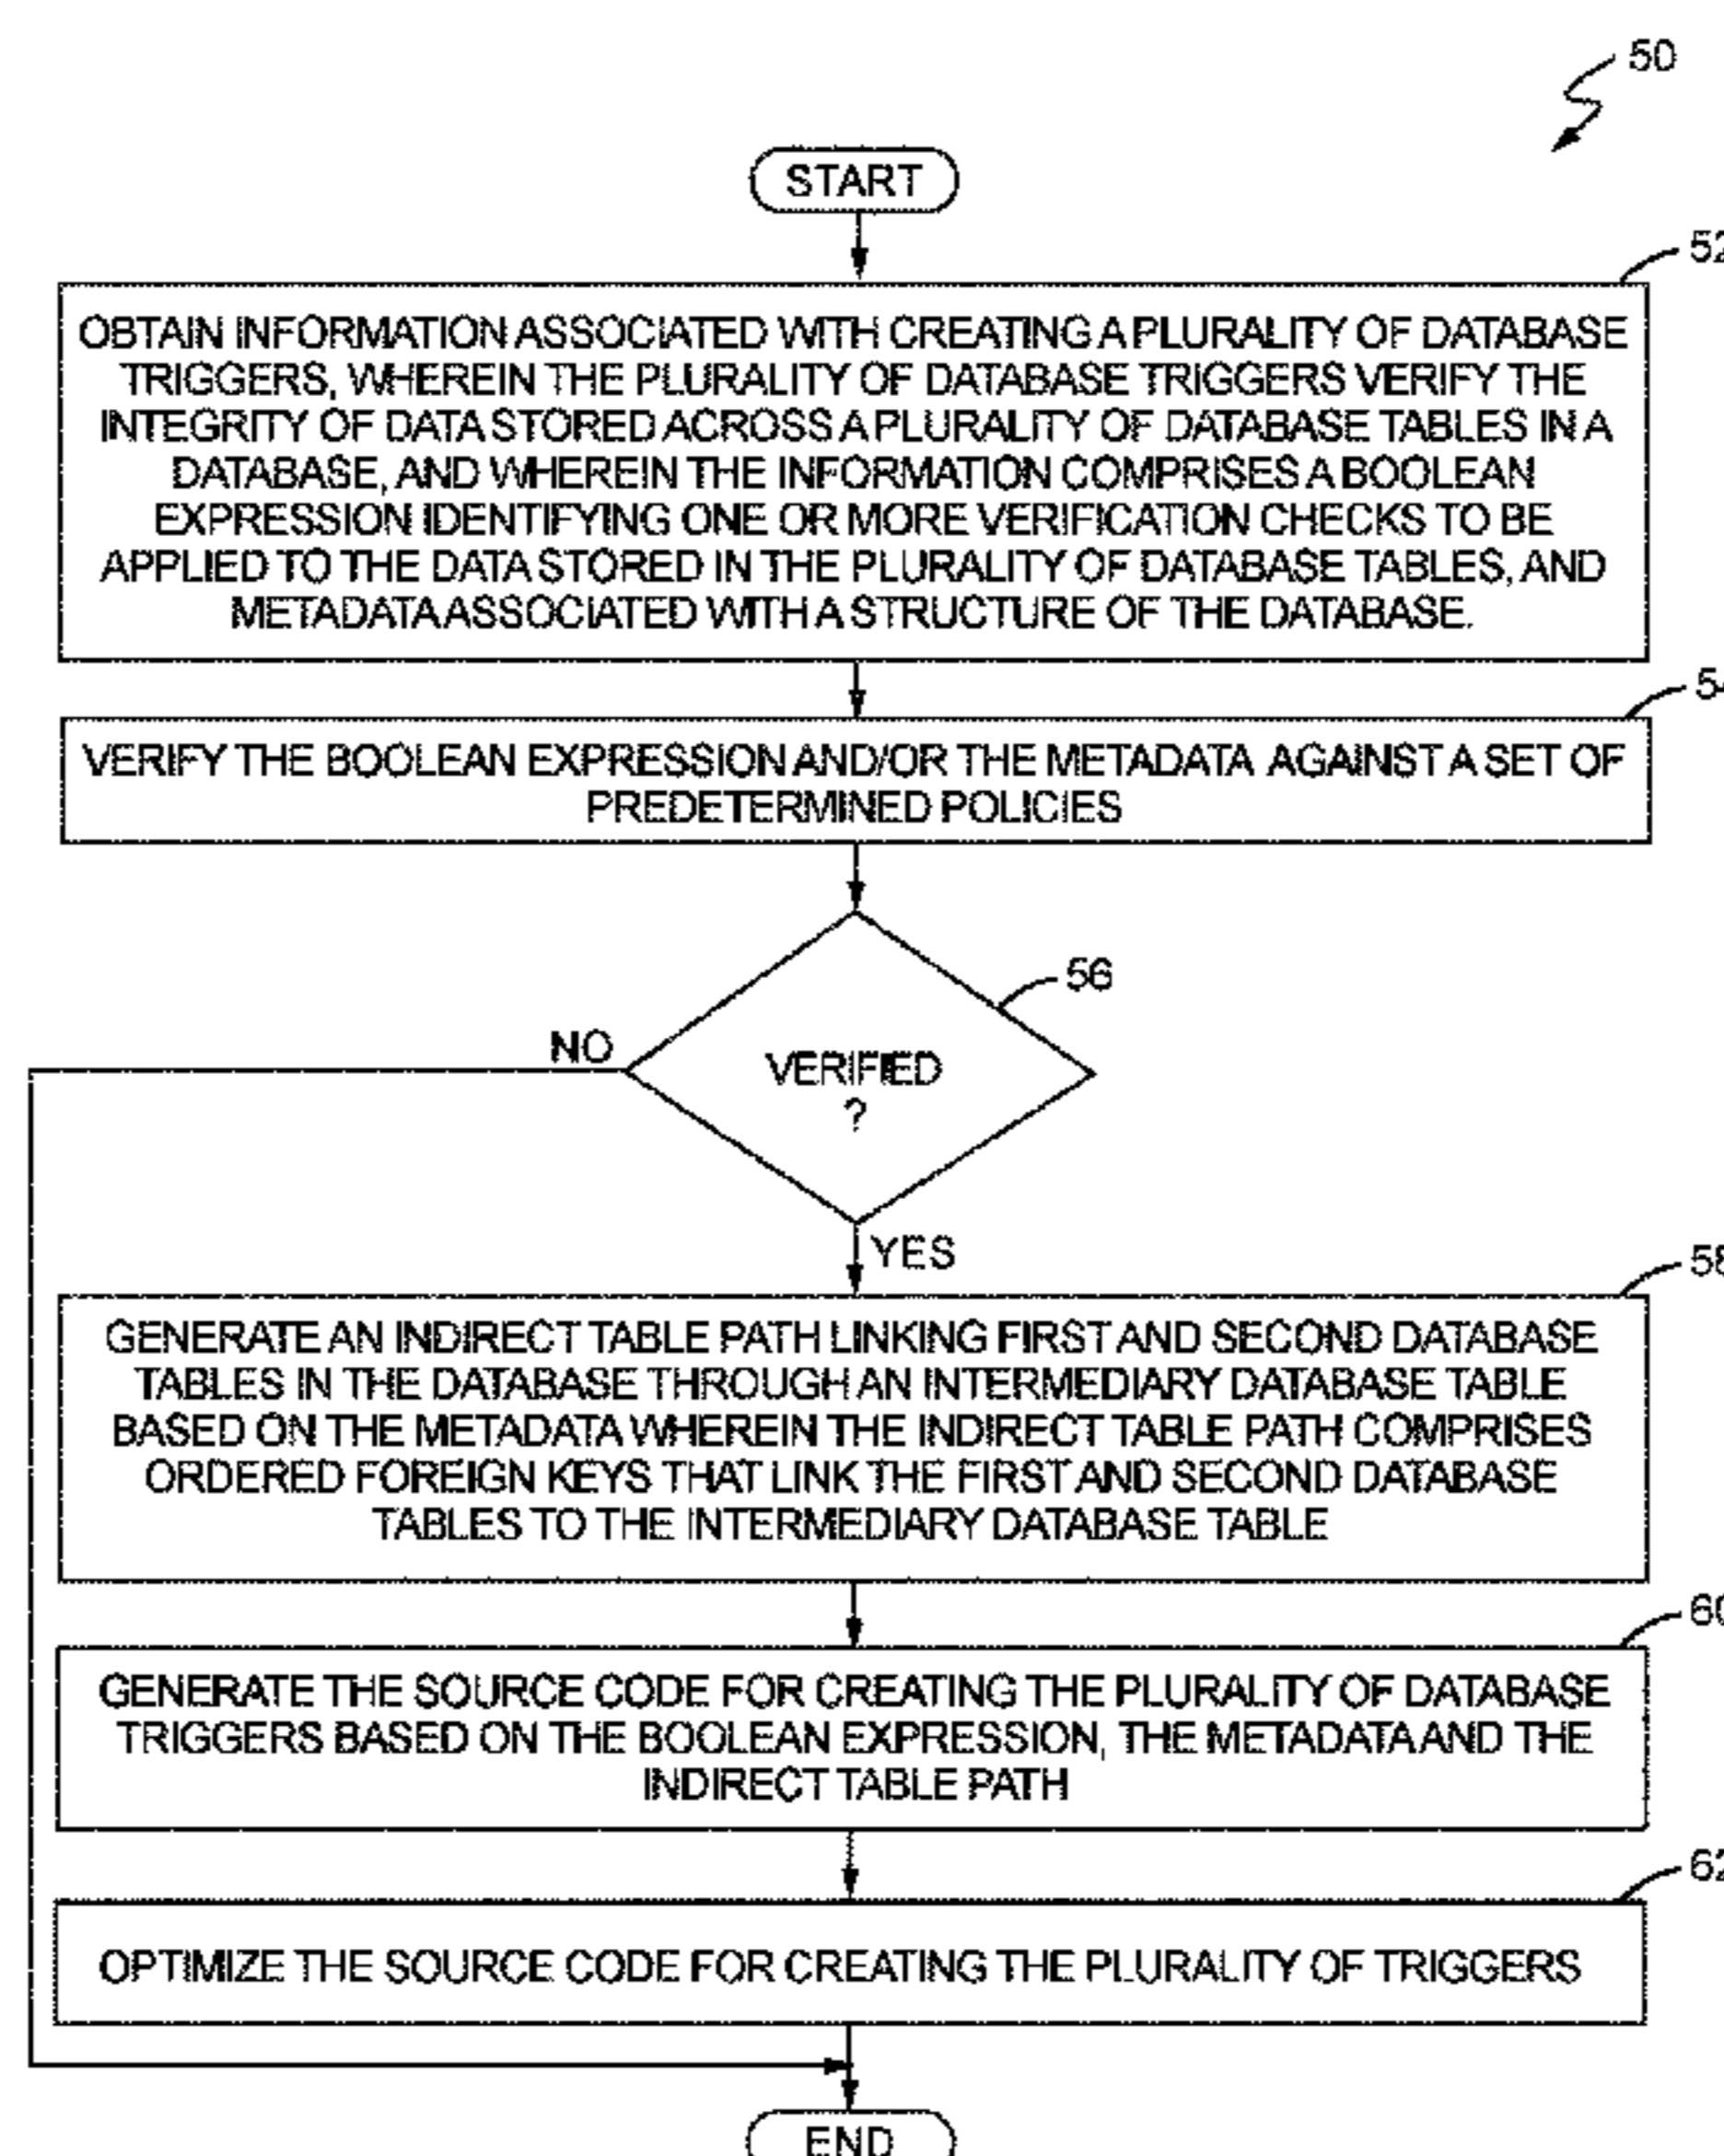 50
START
52
OBTAIN INFORMATION ASSOCIATED WITH CREATING A PLURALITY OF DATABASE
TRIGGERS, WHEREIN THE PLURALITY OF DATABASE TRIGGERS VERIFY THE
INTEGRITY OF DATA STORED ACROSS A PLURALITY OF DATABASE TABLES IN A
DATABASE, AND WHEREIN THE INFORMATION COMPRISES A BOOLEAN
EXPRESSION IDENTIFYING ONE OR MORE VERIFICATION CHECKS TO BE
APPLIED TO THE DATA STORED IN THE PLURALITY OF DATABASE TABLES, AND
METADATA ASSOCIATED WITH A STRUCTURE OF THE DATABASE.
54
VERIFY THE BOOLEAN EXPRESSION AND/OR THE METADATA AGAINST A SET OF
PREDETERMINED POLICIES
56
NO
VERIFIED
?
YES
58
GENERATE AN INDIRECT TABLE PATH LINKING FIRST AND SECOND DATABASE
TABLES IN THE DATABASE THROUGH AN INTERMEDIARY DATABASE TABLE
BASED ON THE METADATA WHEREIN THE INDIRECT TABLE PATH COMPRISES
ORDERED FOREIGN KEYS THAT LINK THE FIRST AND SECOND DATABASE
TABLES TO THE INTERMEDIARY DATABASE TABLE
60
GENERATE THE SOURCE CODE FOR CREATING THE PLURALITY OF DATABASE
TRIGGERS BASED ON THE BOOLEAN EXPRESSION, THE METADATA AND THE
INDIRECT TABLE PATH
62
OPTIMIZE THE SOURCE CODE FOR CREATING THE PLURALITY OF TRIGGERS
END